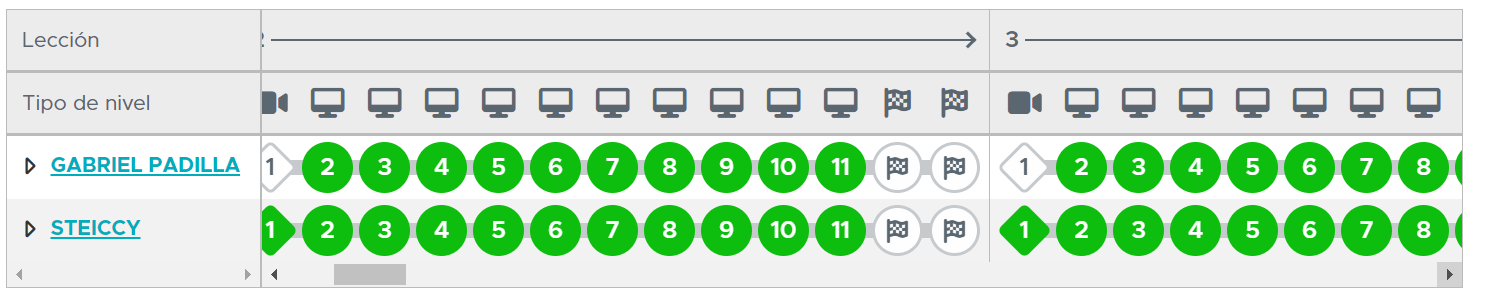 Lección 2 3
Tipo de nivel
GABRIEL PADILLA 1 2 3 4 5 6 7 8 9 10 11 1 2 3 4 5 6 7 8
STEICCY 1 2 3 4 5 6 7 8 9 10 11 1 2 3 4 5 6 7 8